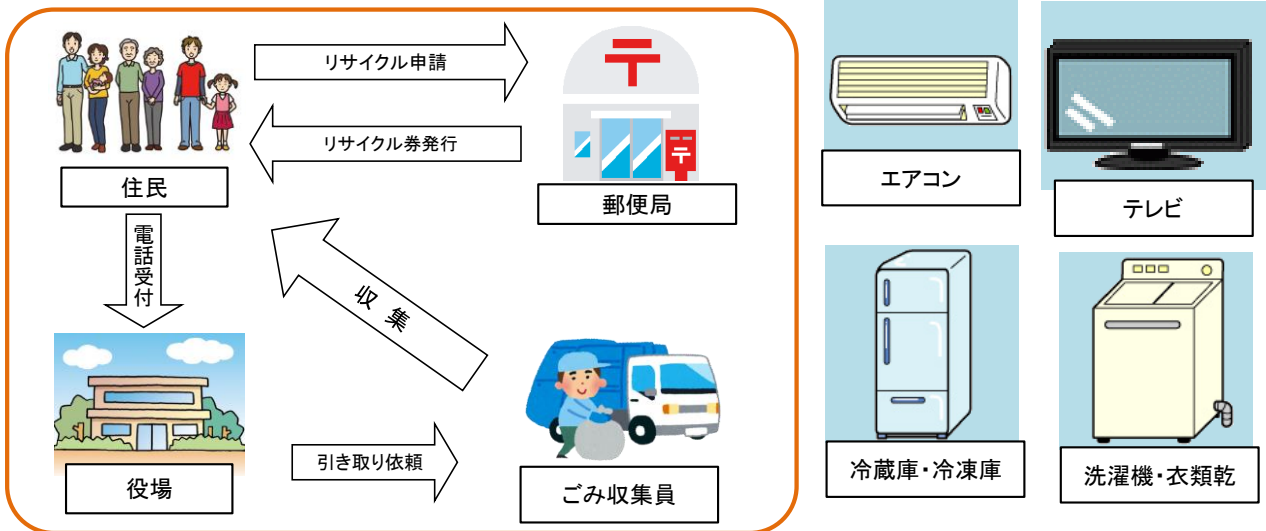 リサイクル申請
リサイクル券発行
住民
郵便局
電話受付
収集
役場
引き取り依頼
ごみ収集員
エアコン
テレビ
冷蔵庫・冷凍庫
洗濯機・衣類乾